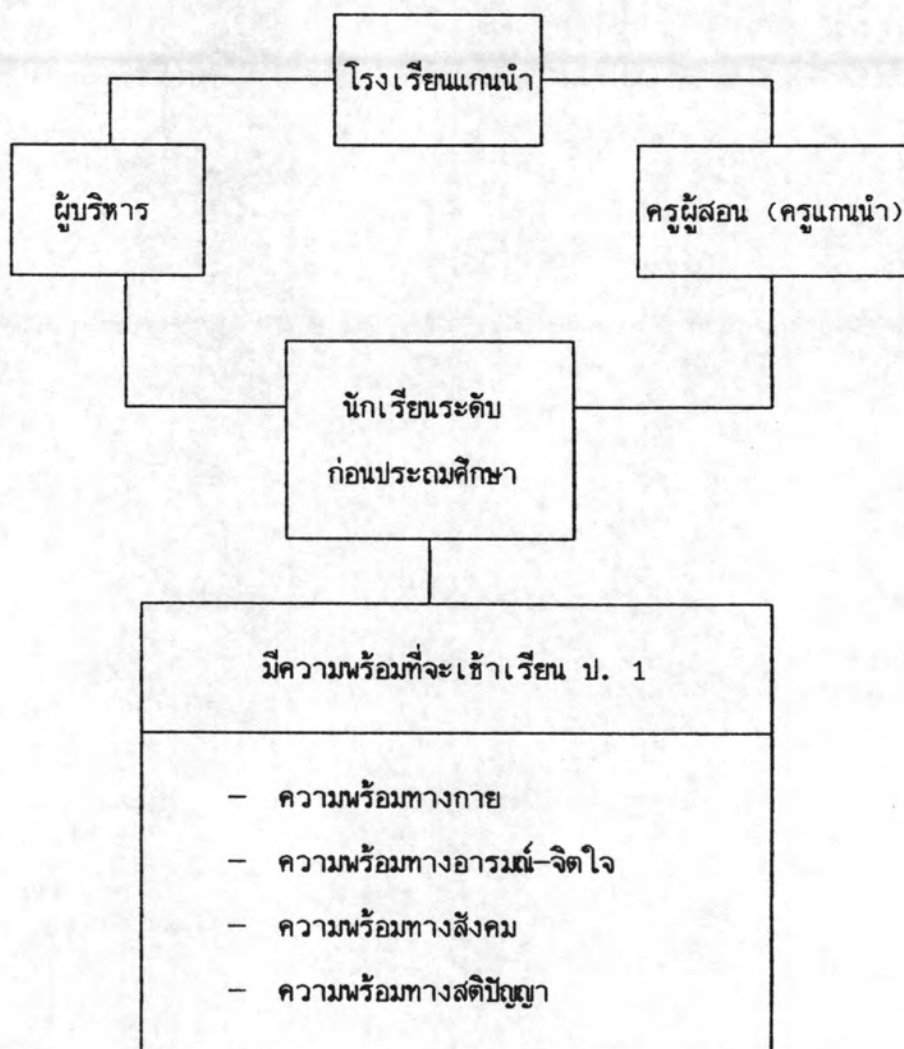 โรงเรียนแกนนำ
ผู้บริหาร
ครูผู้สอน (ครูแกนนำ)
นักเรียนระดับ
ก่อนประถมศึกษา
มีความพร้อมที่จะเข้าเรียน ป. 1
- ความพร้อมทางกาย
- ความพร้อมทางอารมณ์-จิตใจ
- ความพร้อมทางสังคม
- ความพร้อมทางสติปัญญา